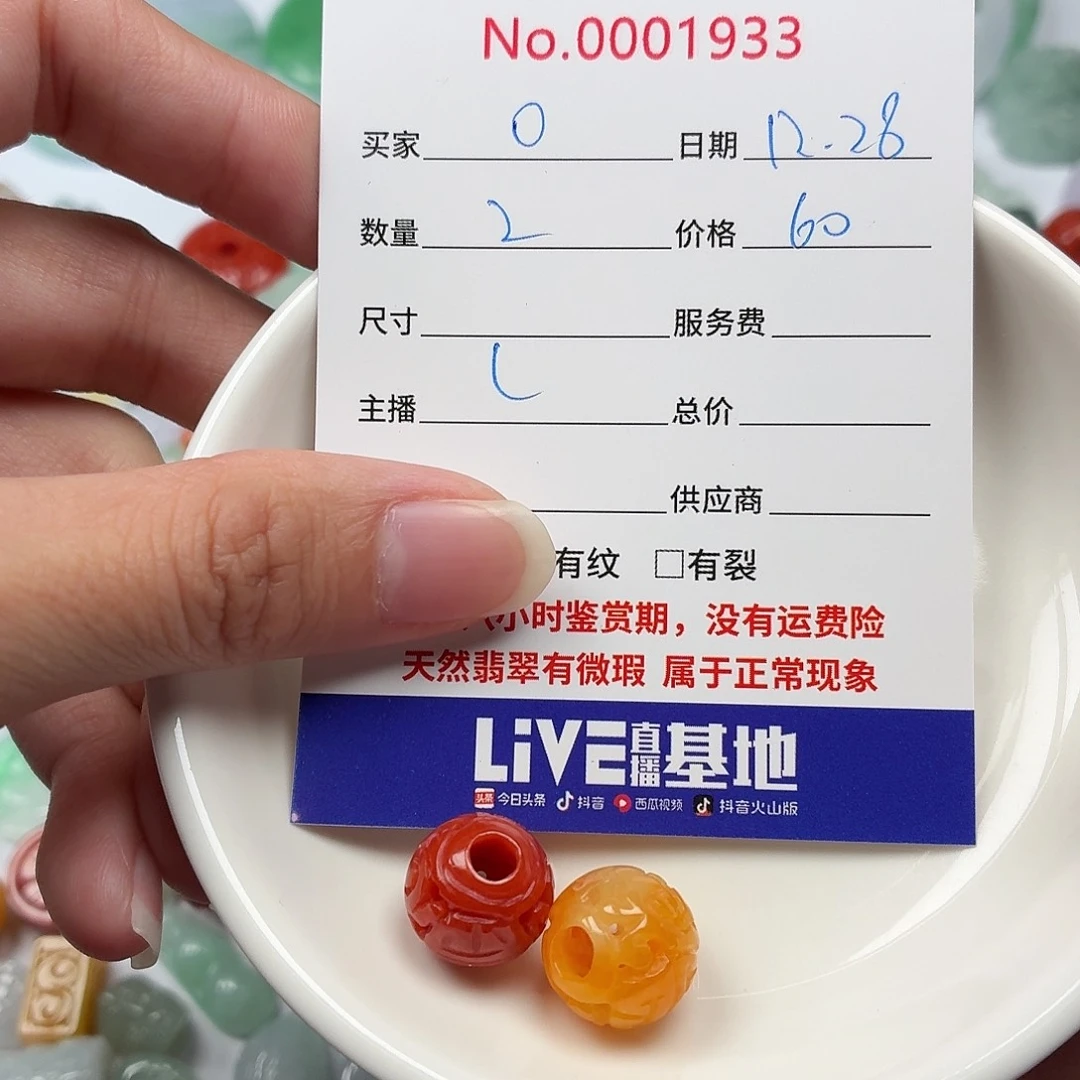 No.0001933
买家 0 日期 12.28
数量 2 价格 60
尺寸 服务费
主播 L 总价
供应商
有纹 □有裂
八小时鉴赏期，没有运费险
天然翡翠有微瑕 属于正常现象
LiVE直播基地
头条 今日头条 抖音 西瓜视频 抖音火山版